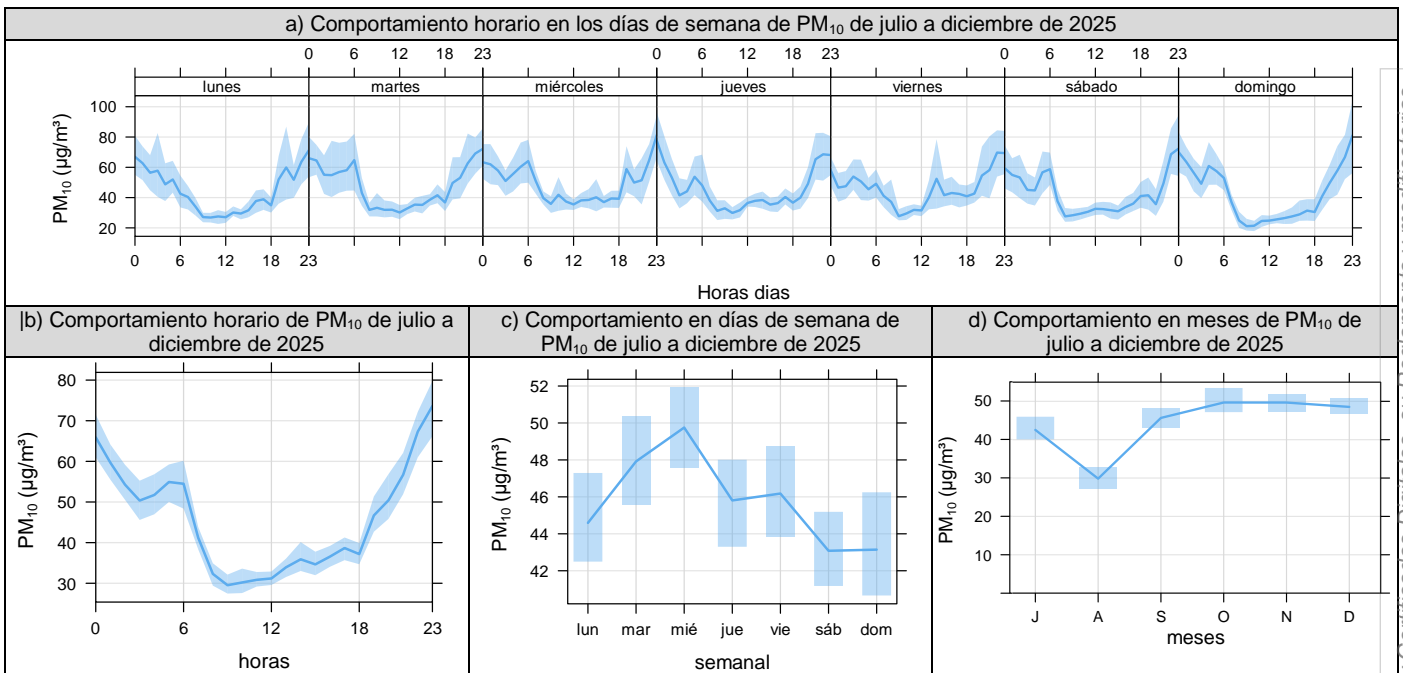 a) Comportamiento horario en los días de semana de PM₁₀ de julio a diciembre de 2025
0 6 12 18 23 0 6 12 18 23 0 6 12 18 23
lunes martes miércoles jueves viernes sábado domingo
PM₁₀ (µg/m³)
100
80
60
40
20
0 6 12 18 23 0 6 12 18 23 0 6 12 18 23 0 6 12 18 23
Horas dias
|b) Comportamiento horario de PM₁₀ de julio a
diciembre de 2025
PM₁₀ (µg/m³)
80
70
60
50
40
30
0 6 12 18 23
horas
c) Comportamiento en días de semana de
PM₁₀ de julio a diciembre de 2025
PM₁₀ (µg/m³)
52
50
48
46
44
42
lun mar mié jue vie sáb dom
semanal
d) Comportamiento en meses de PM₁₀ de
julio a diciembre de 2025
PM₁₀ (µg/m³)
50
40
30
20
10
J A S O N D
meses